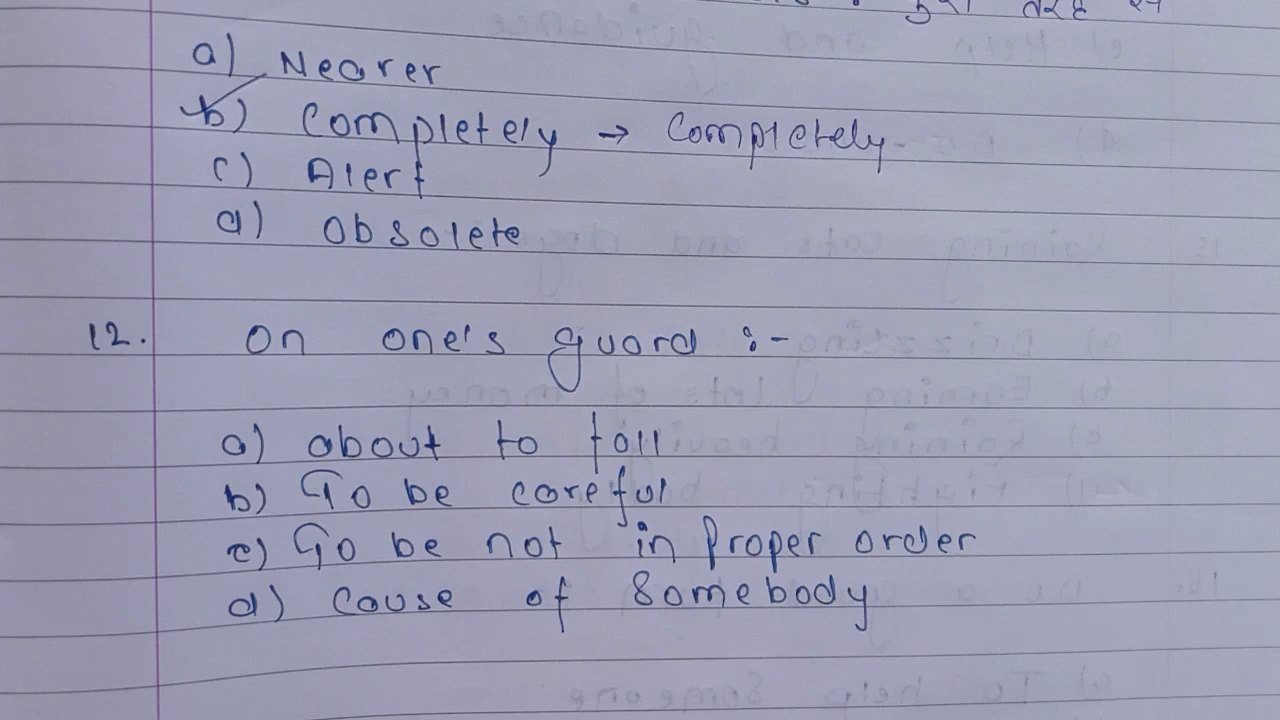 a) Nearer
b) Completely → Completely
c) Alert
d) Obsolete
12. On one's guard :-
a) about to fall
b) To be careful
c) To be not in Proper order
d) Cause of Somebody